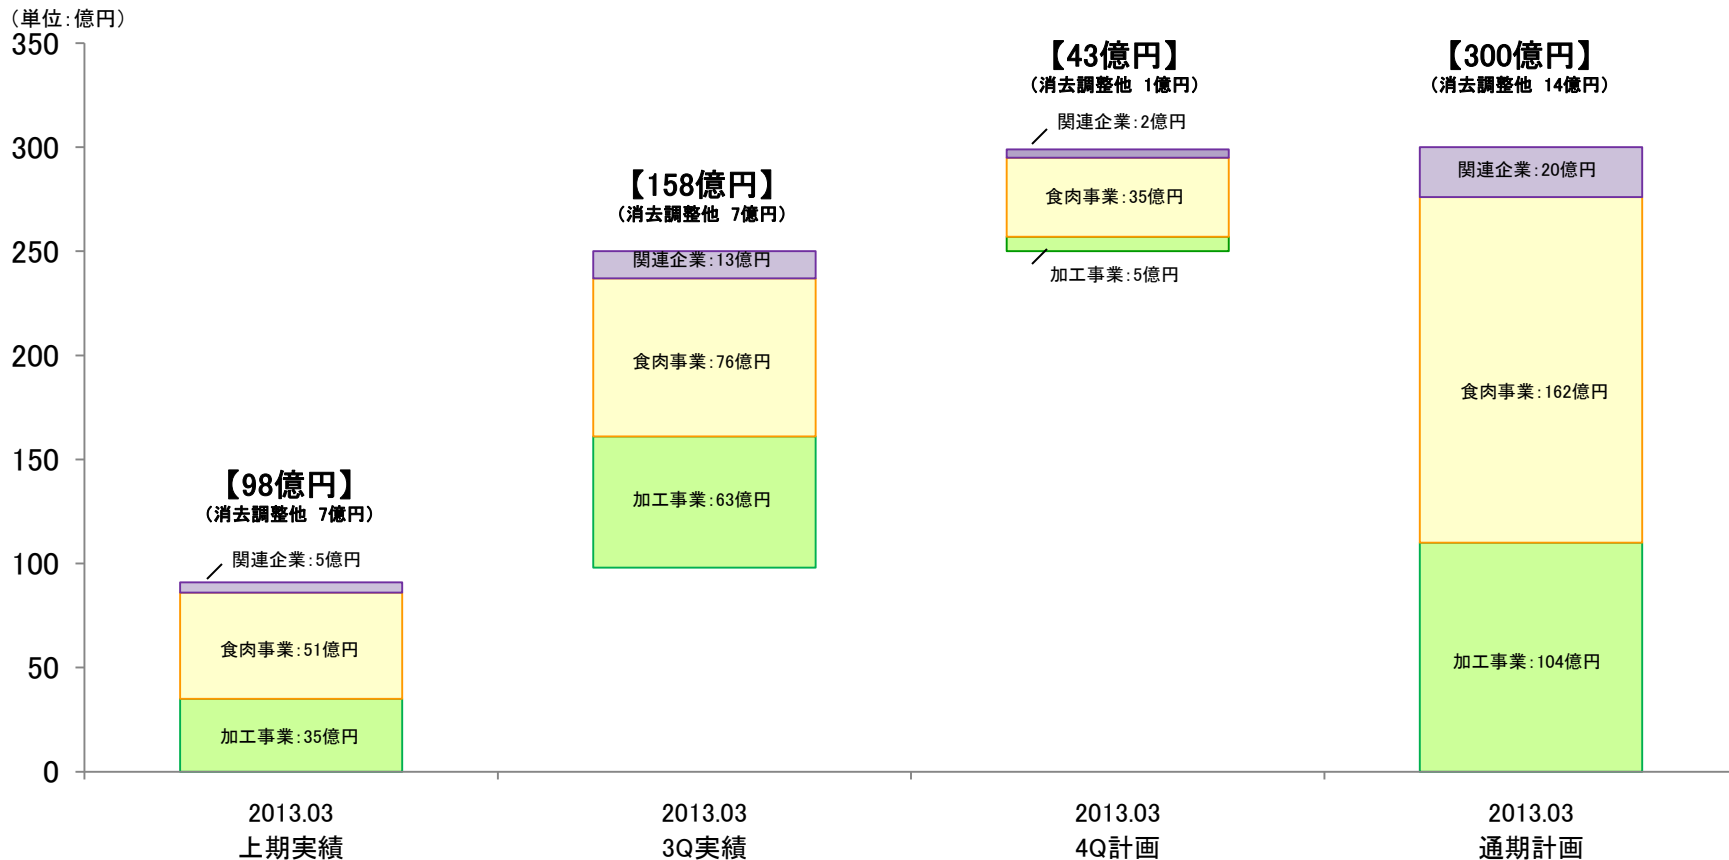 （単位：億円）
350
300
250
200
150
100
50
0
【98億円】
（消去調整他 7億円）
関連企業：5億円
食肉事業：51億円
加工事業：35億円
【158億円】
（消去調整他 7億円）
関連企業：13億円
食肉事業：76億円
加工事業：63億円
【43億円】
（消去調整他 1億円）
関連企業：2億円
食肉事業：35億円
加工事業：5億円
【300億円】
（消去調整他 14億円）
関連企業：20億円
食肉事業：162億円
加工事業：104億円
2013.03
上期実績
2013.03
3Q実績
2013.03
4Q計画
2013.03
通期計画